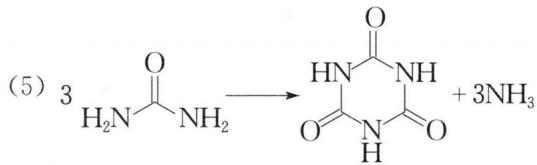 O
O
HN NH
(5) 3 + 3NH₃
H₂N NH₂
O N O
H